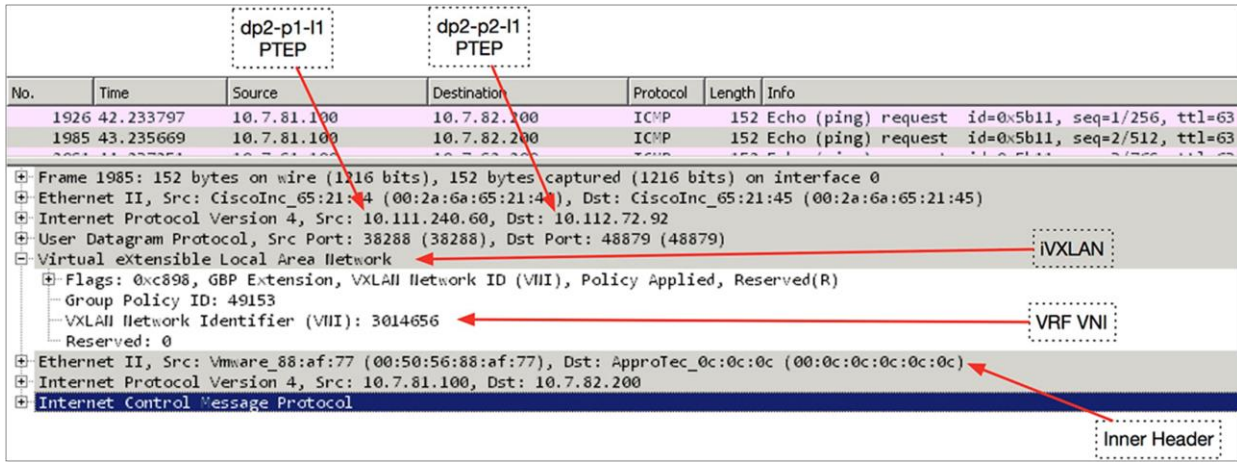 dp2-p1-l1
PTEP
dp2-p2-l1
PTEP
No. Time Source Destination Protocol Length Info
1926 42.233797 10.7.81.100 10.7.82.200 ICMP 152 Echo (ping) request id=0x5b11, seq=1/256, ttl=63
1985 43.235669 10.7.81.100 10.7.82.200 ICMP 152 Echo (ping) request id=0x5b11, seq=2/512, ttl=63
Frame 1985: 152 bytes on wire (1216 bits), 152 bytes captured (1216 bits) on interface 0
Ethernet II, Src: CiscoInc_65:21:44 (00:2a:6a:65:21:44), Dst: CiscoInc_65:21:45 (00:2a:6a:65:21:45)
Internet Protocol Version 4, Src: 10.111.240.60, Dst: 10.112.72.92
User Datagram Protocol, Src Port: 38288 (38288), Dst Port: 48879 (48879)
Virtual eXtensible Local Area Network
iVXLAN
Flags: 0xc898, GBP Extension, VXLAN Network ID (VNI), Policy Applied, Reserved(R)
Group Policy ID: 49153
VXLAN Network Identifier (VNI): 3014656
VRF VNI
Reserved: 0
Ethernet II, Src: Vmware_88:af:77 (00:50:56:88:af:77), Dst: ApproTec_0c:0c:0c (00:0c:0c:0c:0c:0c)
Internet Protocol Version 4, Src: 10.7.81.100, Dst: 10.7.82.200
Internet Control Message Protocol
Inner Header